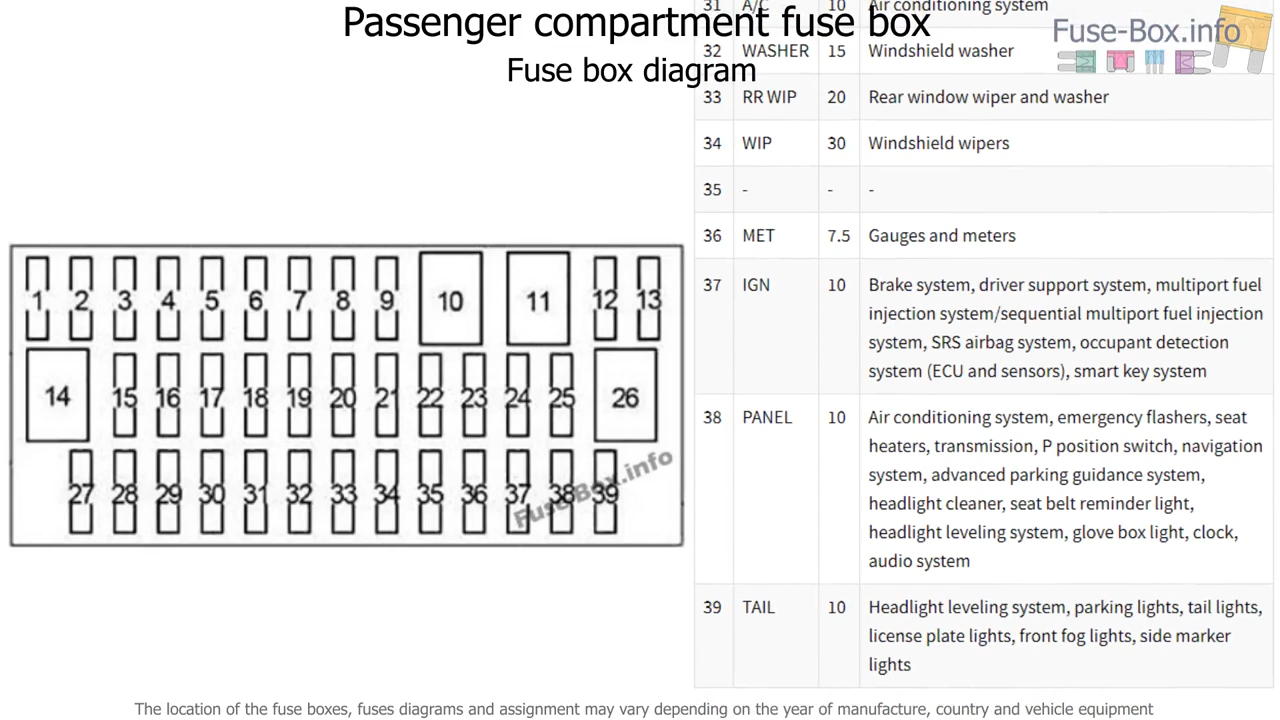 Passenger compartment fuse box
Fuse box diagram
Fuse-Box.info
31 A/C 10 Air conditioning system
32 WASHER 15 Windshield washer
33 RR WIP 20 Rear window wiper and washer
34 WIP 30 Windshield wipers
35 - - -
36 MET 7.5 Gauges and meters
37 IGN 10 Brake system, driver support system, multiport fuel
injection system/sequential multiport fuel injection
system, SRS airbag system, occupant detection
system (ECU and sensors), smart key system
38 PANEL 10 Air conditioning system, emergency flashers, seat
heaters, transmission, P position switch, navigation
system, advanced parking guidance system,
headlight cleaner, seat belt reminder light,
headlight leveling system, glove box light, clock,
audio system
39 TAIL 10 Headlight leveling system, parking lights, tail lights,
license plate lights, front fog lights, side marker
lights
1 2 3 4 5 6 7 8 9 10 11 12 13
14 15 16 17 18 19 20 21 22 23 24 25 26
27 28 29 30 31 32 33 34 35 36 37 38 39
Fuse-Box.info
The location of the fuse boxes, fuses diagrams and assignment may vary depending on the year of manufacture, country and vehicle equipment